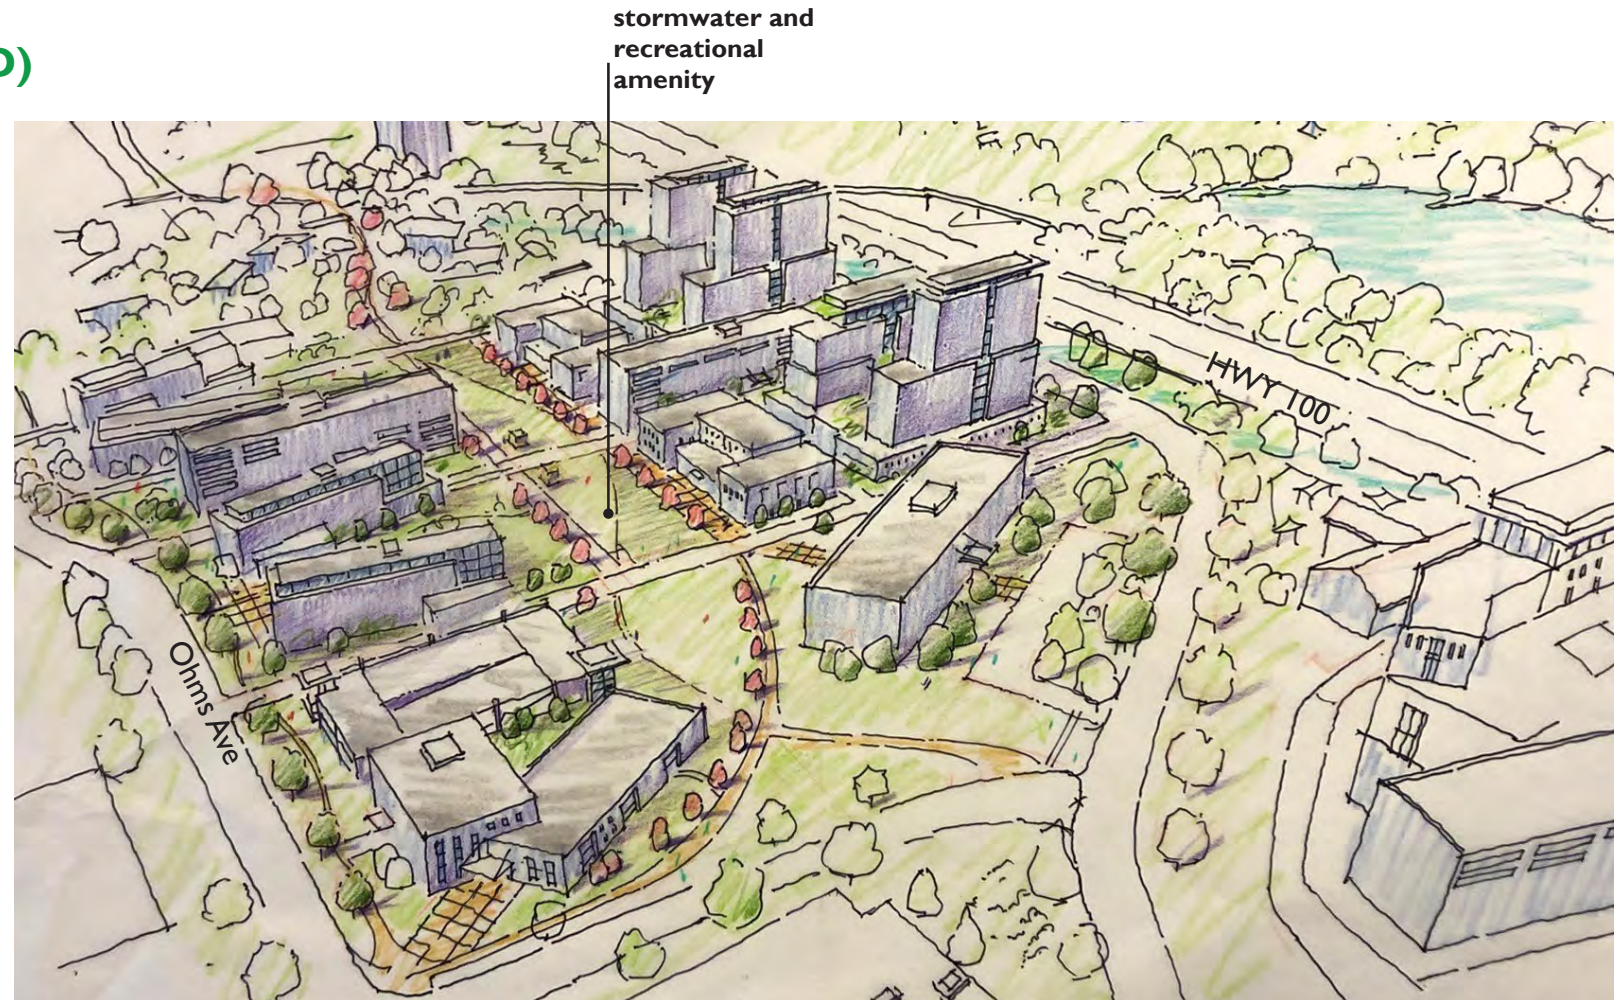 stormwater and
recreational
amenity
D)
HWY 100
Ohms Ave